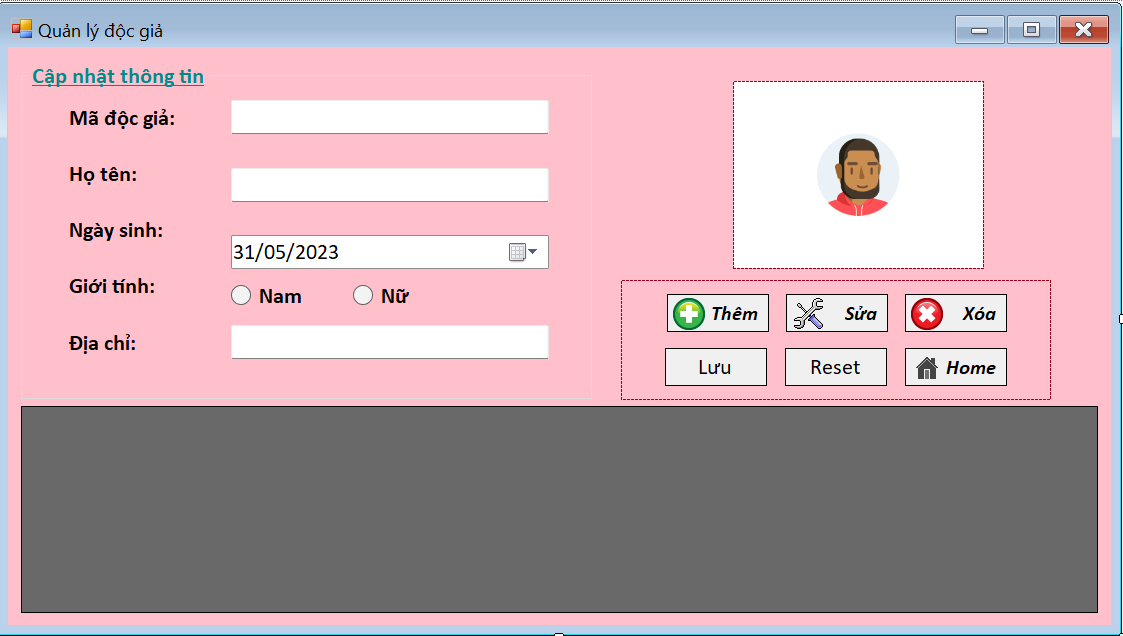 Quản lý độc giả
Cập nhật thông tin
Mã độc giả:
Họ tên:
Ngày sinh:
31/05/2023
Giới tính:
Nam Nữ
Địa chỉ:
Thêm Sửa Xóa
Lưu Reset Home